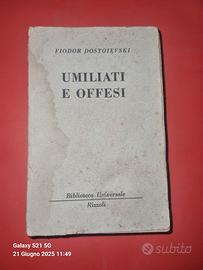 FIODOR DOSTOIEVSKI
UMILIATI
E OFFESI
Biblioteca Universale
Rizzoli
Galaxy S21 5G
21 Giugno 2025 11:49
subito